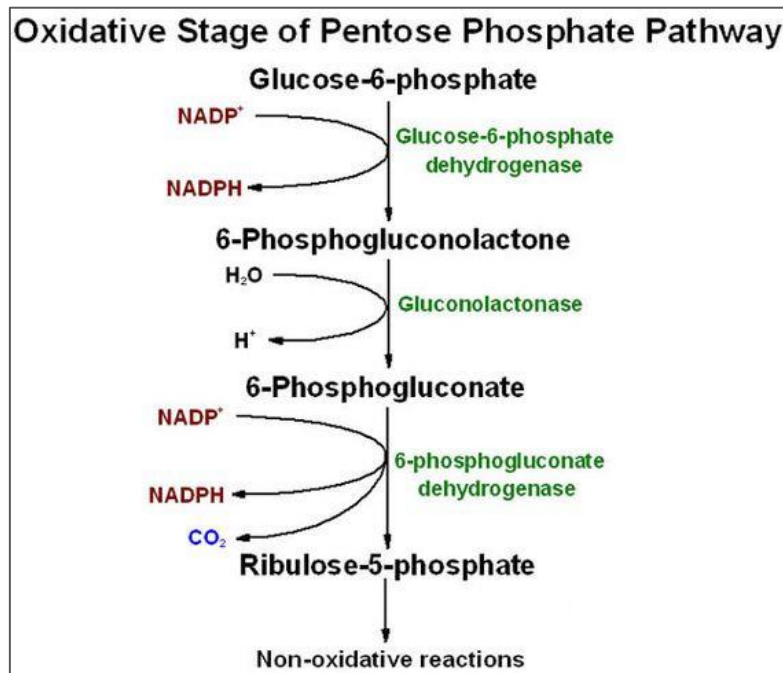 Oxidative Stage of Pentose Phosphate Pathway
Glucose-6-phosphate
NADP⁺
Glucose-6-phosphate
dehydrogenase
NADPH
6-Phosphogluconolactone
H₂O
Gluconolactonase
H⁺
6-Phosphogluconate
NADP⁺
6-phosphogluconate
dehydrogenase
NADPH
CO₂
Ribulose-5-phosphate
Non-oxidative reactions